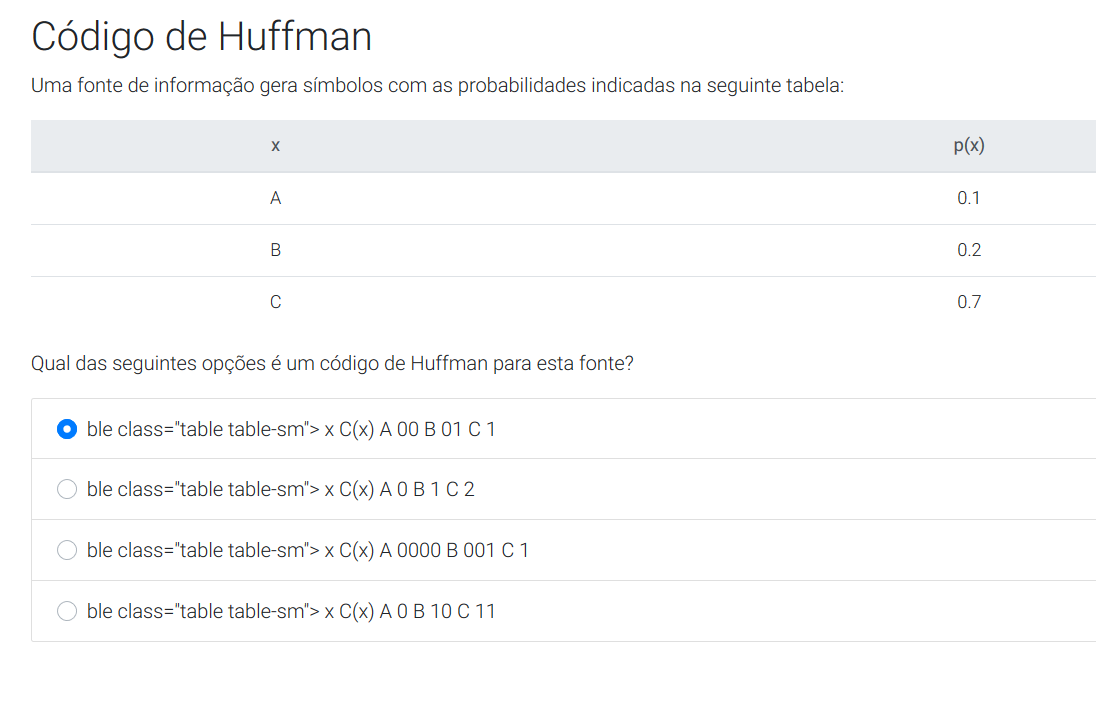 Código de Huffman
Uma fonte de informação gera símbolos com as probabilidades indicadas na seguinte tabela:
x p(x)
A 0.1
B 0.2
C 0.7
Qual das seguintes opções é um código de Huffman para esta fonte?
ble class="table table-sm"> x C(x) A 00 B 01 C 1
ble class="table table-sm"> x C(x) A 0 B 1 C 2
ble class="table table-sm"> x C(x) A 0000 B 001 C 1
ble class="table table-sm"> x C(x) A 0 B 10 C 11